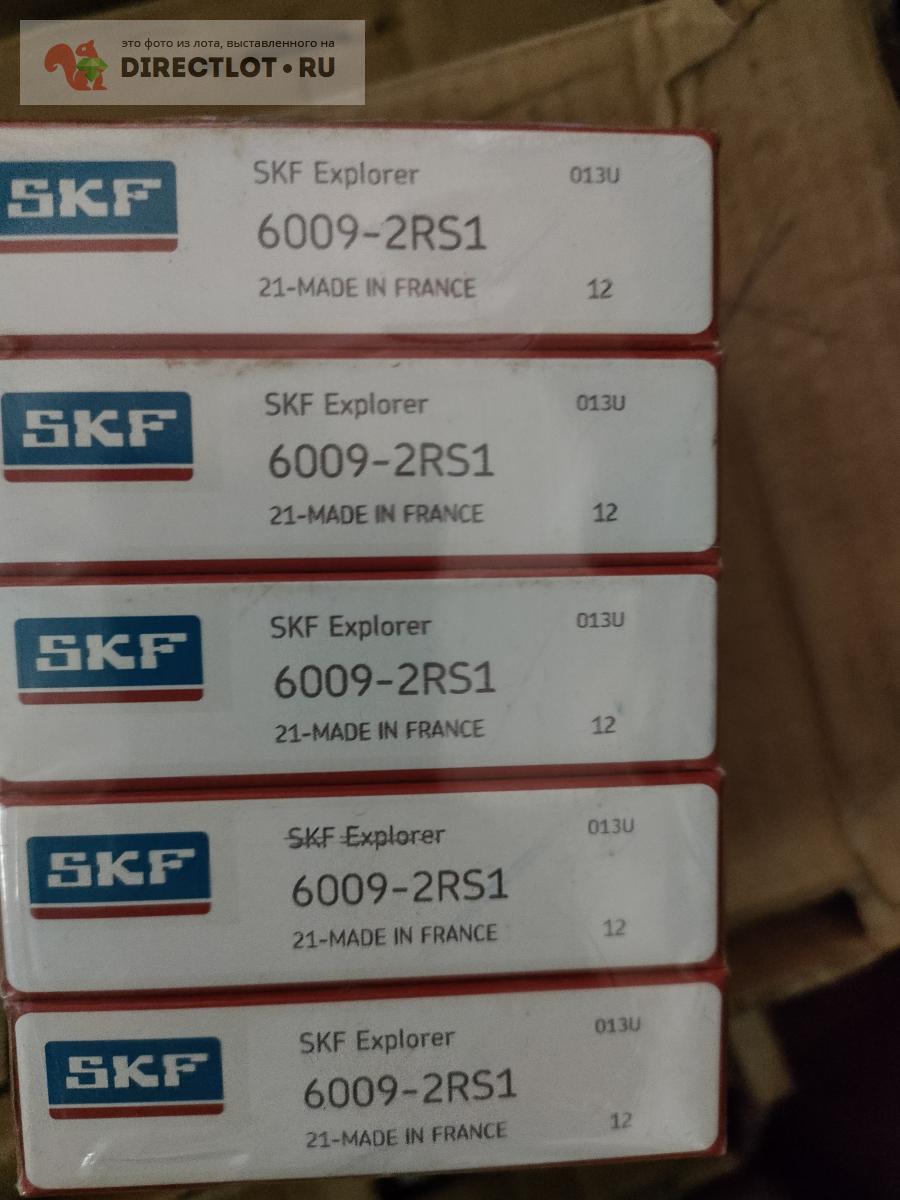 это фото из лота, выставленного на
DIRECTLOT•RU
SKF
SKF Explorer 013U
6009-2RS1
21-MADE IN FRANCE 12
SKF
SKF Explorer 013U
6009-2RS1
21-MADE IN FRANCE 12
SKF
SKF Explorer 013U
6009-2RS1
21-MADE IN FRANCE 12
SKF
SKF Explorer 013U
6009-2RS1
21-MADE IN FRANCE 12
SKF
SKF Explorer 013U
6009-2RS1
21-MADE IN FRANCE 12